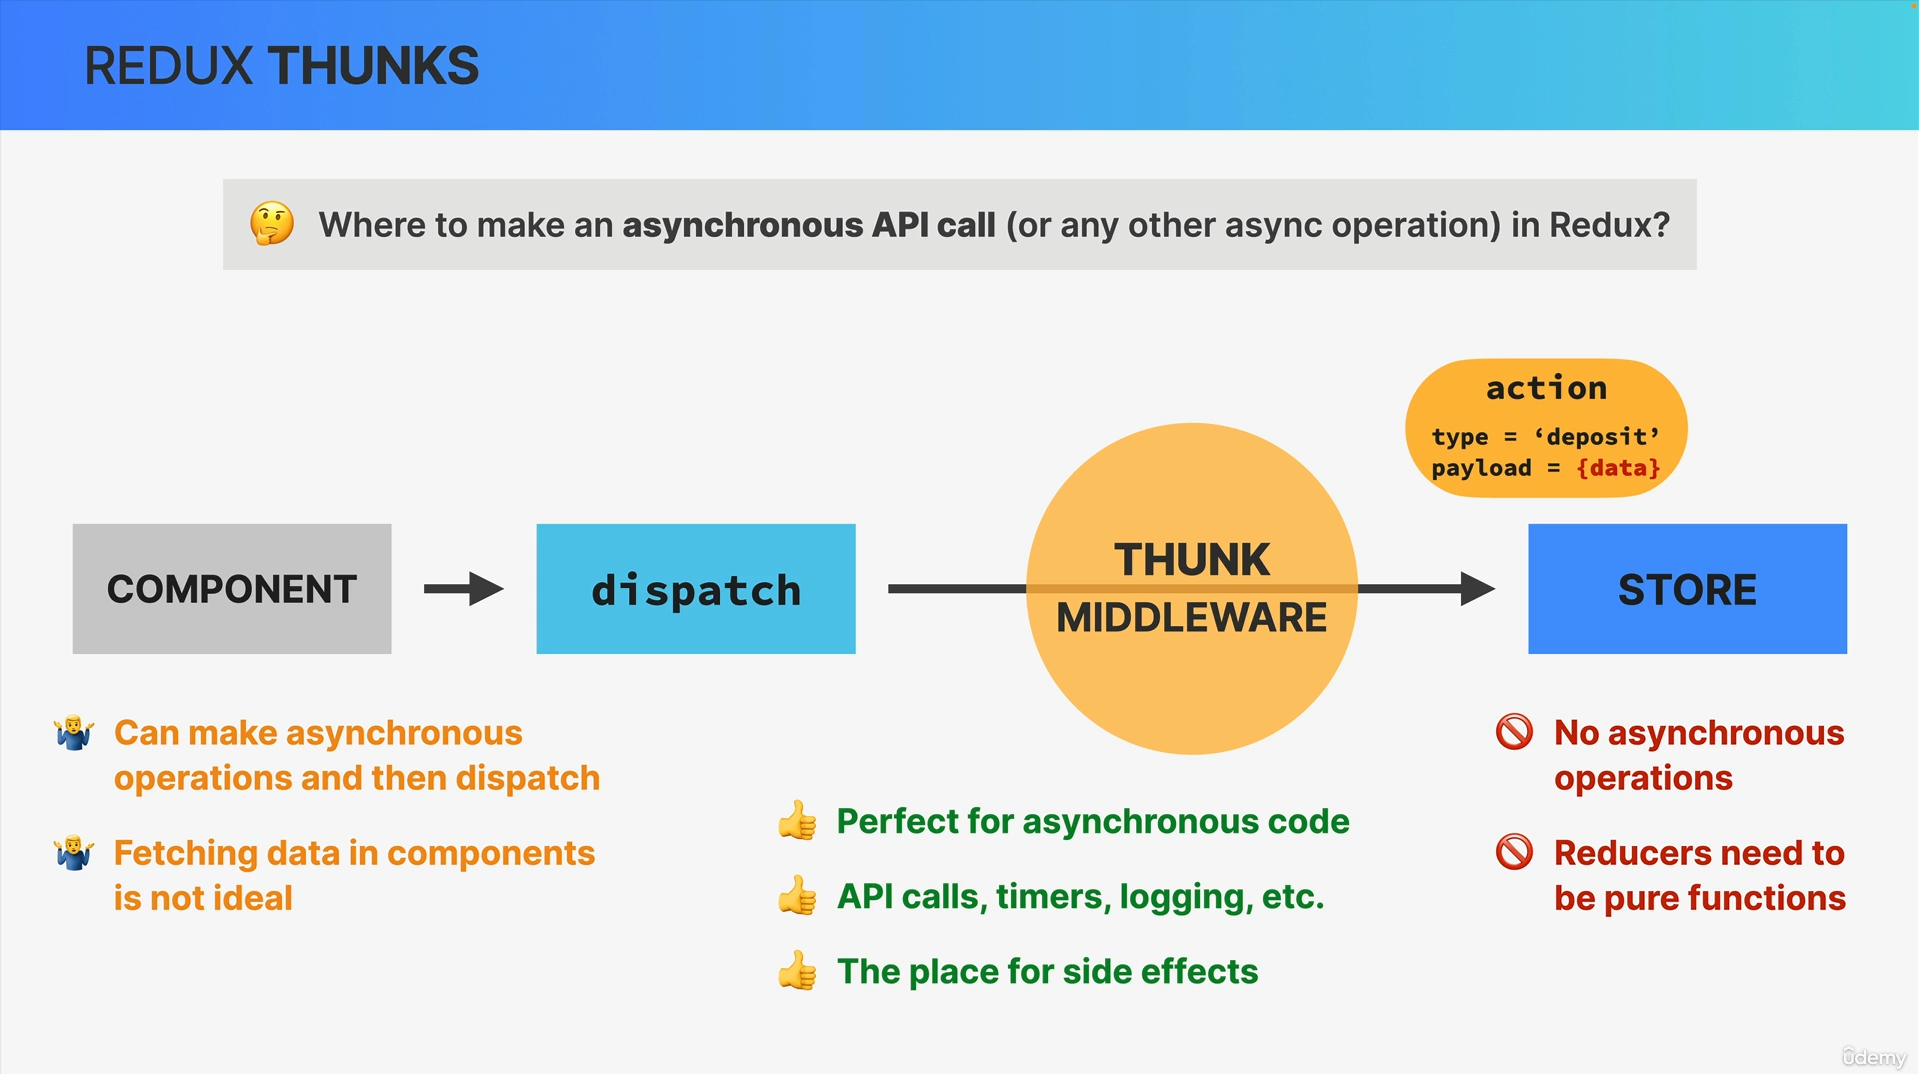 REDUX THUNKS
Where to make an asynchronous API call (or any other async operation) in Redux?
action
type = ‘deposit’
payload = {data}
COMPONENT
dispatch
THUNK
MIDDLEWARE
STORE
Can make asynchronous
operations and then dispatch
Fetching data in components
is not ideal
Perfect for asynchronous code
API calls, timers, logging, etc.
The place for side effects
No asynchronous
operations
Reducers need to
be pure functions
ûdemy